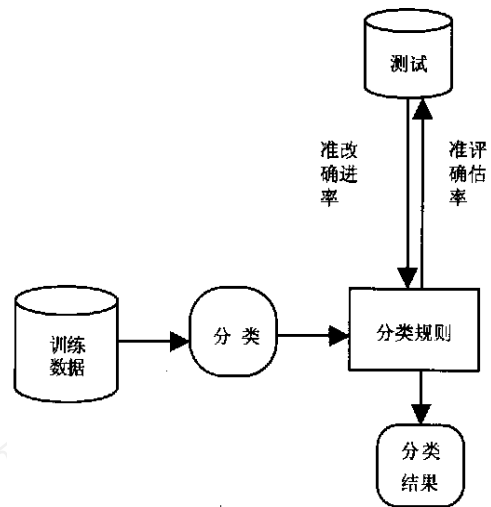 测试
准改
确进
率
准评
确估
率
训练
数据
分 类
分类规则
分类
结果